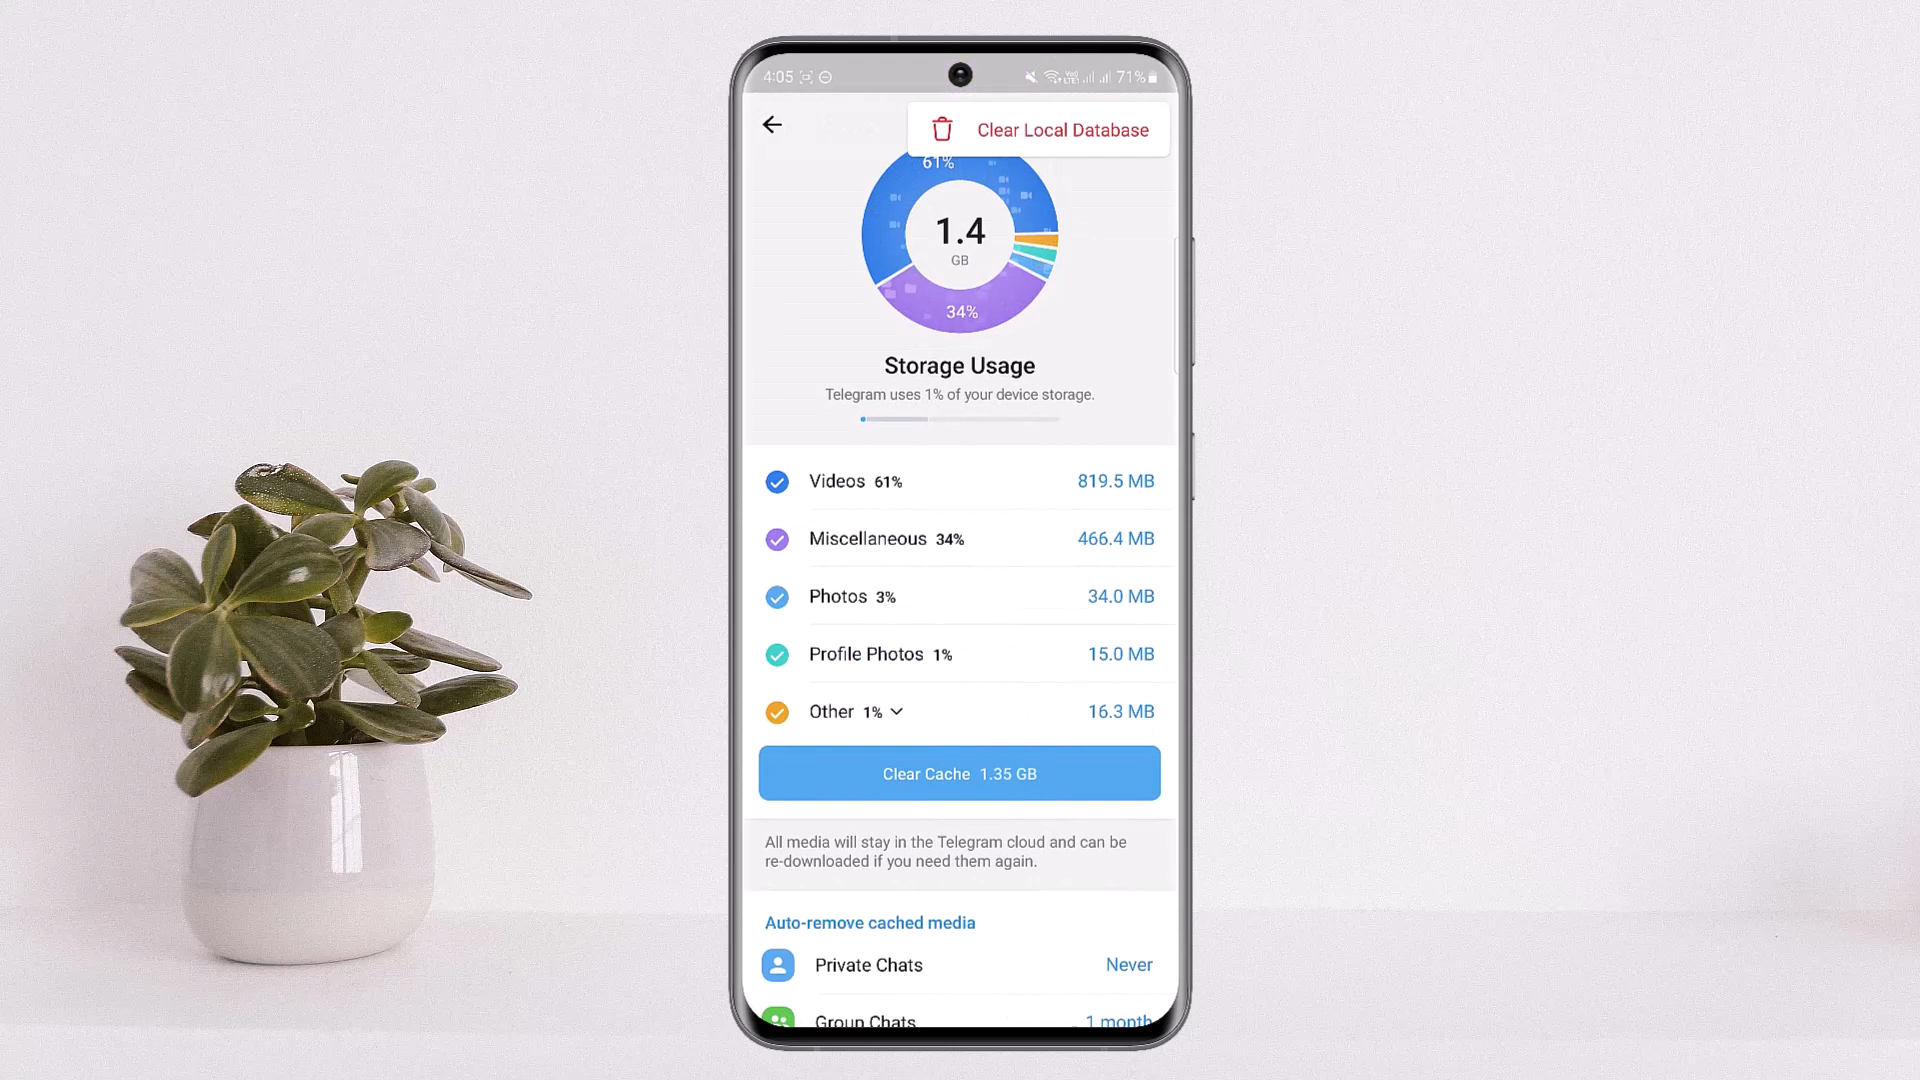 4:05
VoLTE1 71%
Clear Local Database
61%
1.4
GB
34%
Storage Usage
Telegram uses 1% of your device storage.
Videos 61% 819.5 MB
Miscellaneous 34% 466.4 MB
Photos 3% 34.0 MB
Profile Photos 1% 15.0 MB
Other 1% 16.3 MB
Clear Cache 1.35 GB
All media will stay in the Telegram cloud and can be
re-downloaded if you need them again.
Auto-remove cached media
Private Chats Never
Group Chats 1 month